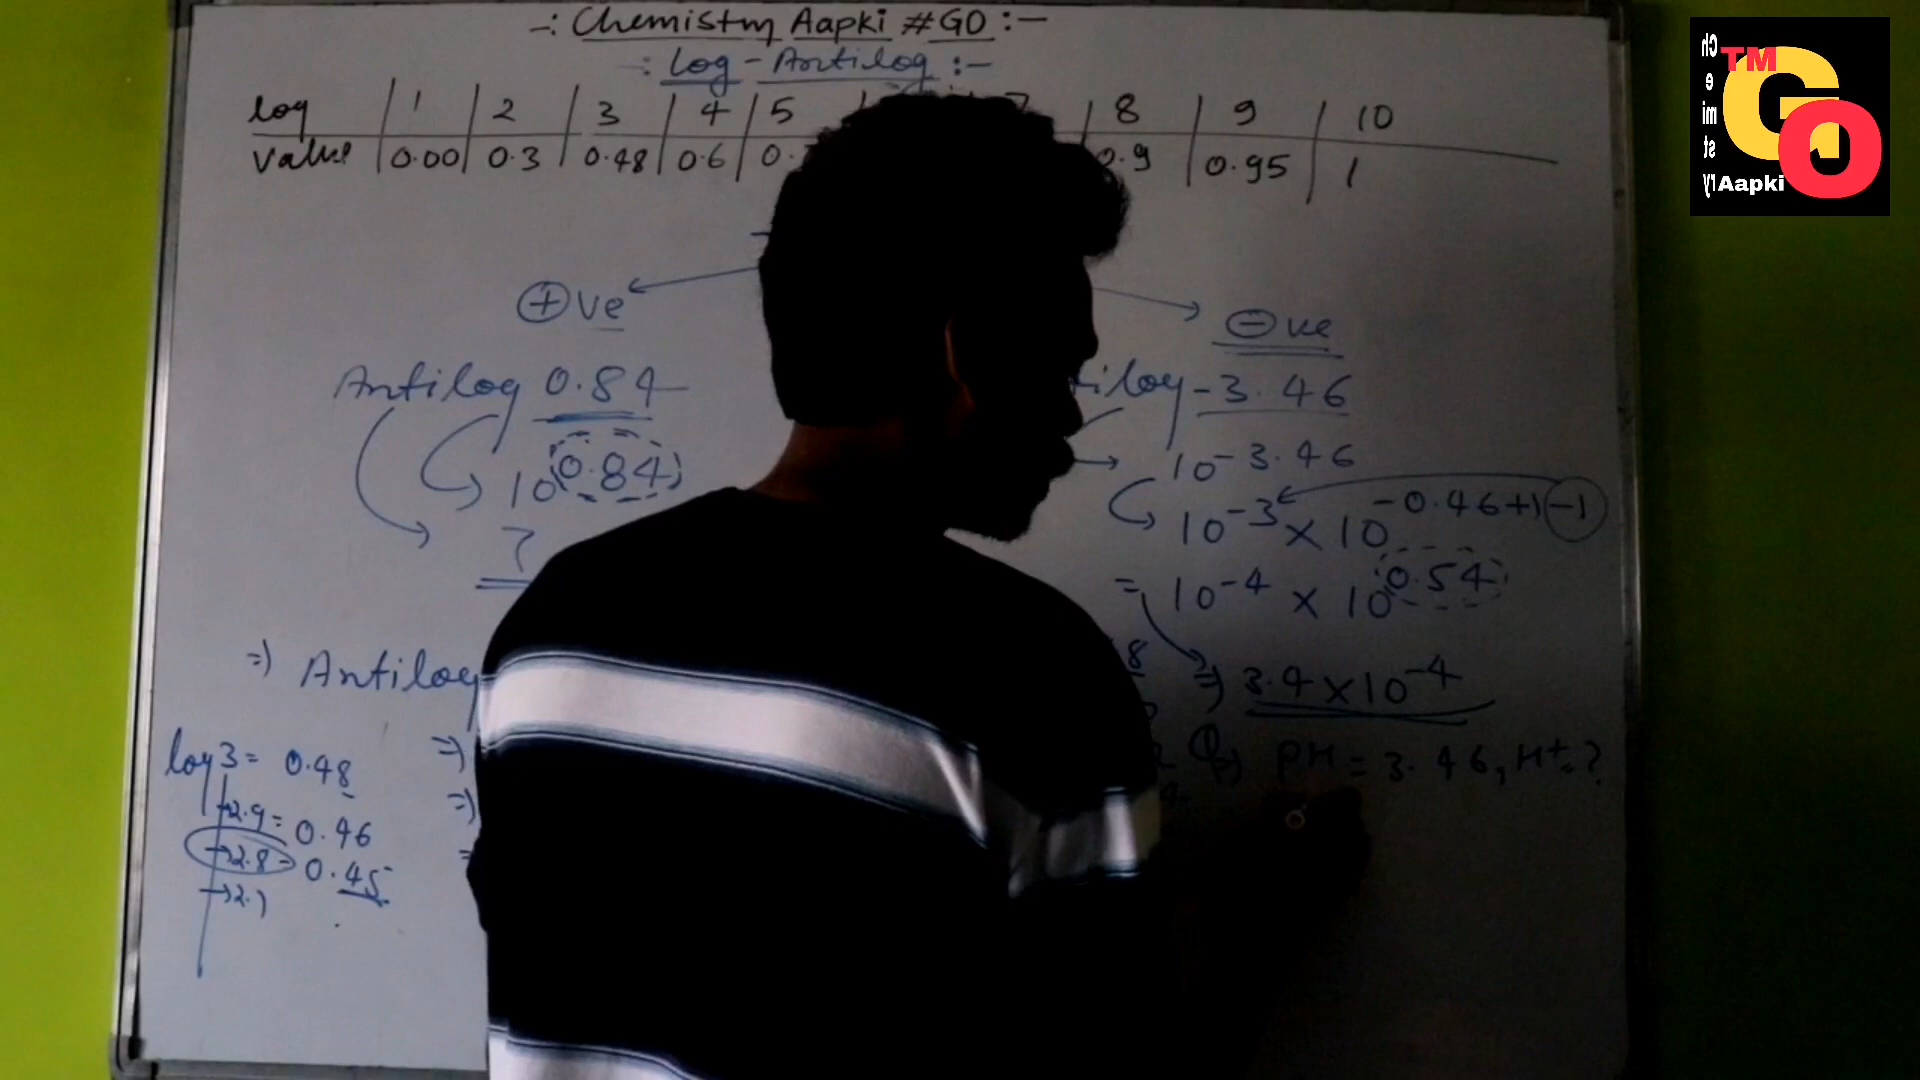 -: Chemistry Aapki #GO :-
-: Log-Antilog :-
log 1 2 3 4 5 8 9 10
value 0.00 0.3 0.48 0.6 0. 0.9 0.95 1
⊕ve
⊖ve
Antilog 0.84
-3.46
10^0.84
10^-3.46
10^-3 × 10^-0.46+1-1
7
= 10^-4 × 10^0.54
=) Antilog
=) 3.4×10^-4
log3 = 0.48
PH = 3.46, H+=?
→2.9 = 0.46
→2.8 = 0.45
→2.7
TM
GO
Chemistry
Aapki